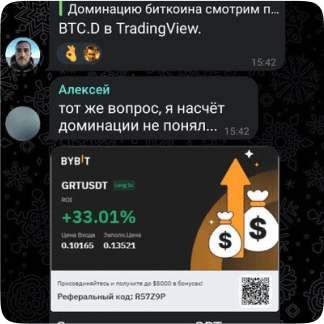 Доминацию биткоина смотрим п...
BTC.D в TradingView.
15:42
Алексей
тот же вопрос, я насчёт
доминации не понял...
15:42
BYBIT
GRTUSDT Long 5x
ROI
+33.01%
Цена Входа Заполн.Цена
0.10165 0.13521
Присоединяйтесь и получите до $5000 в бонусах!
Реферальный код: R57Z9P